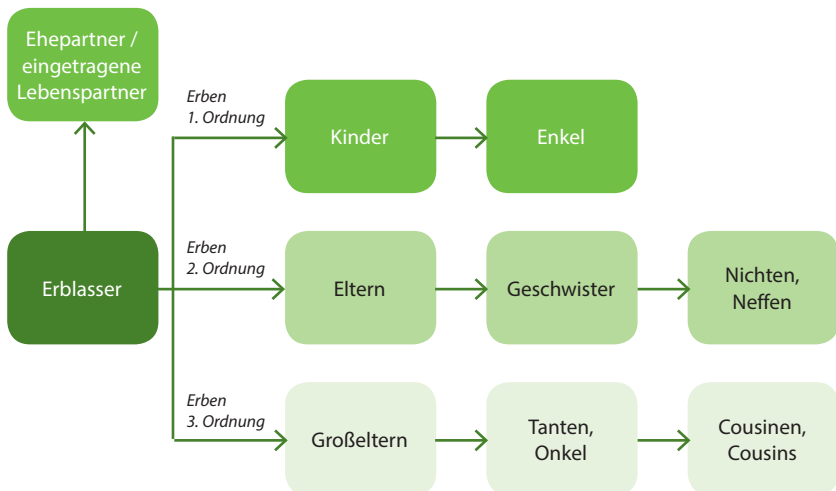 Ehepartner /
eingetragene
Lebenspartner
Erben
1. Ordnung
Kinder
Enkel
Erblasser
Erben
2. Ordnung
Eltern
Geschwister
Nichten,
Neffen
Erben
3. Ordnung
Großeltern
Tanten,
Onkel
Cousinen,
Cousins